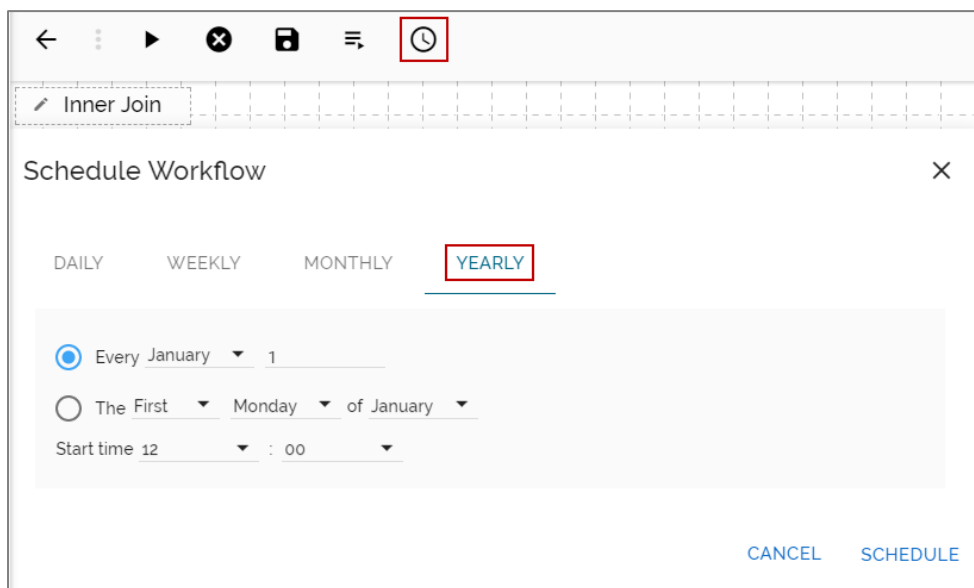 Inner Join
Schedule Workflow
DAILY WEEKLY MONTHLY YEARLY
Every January 1
The First Monday of January
Start time 12 : 00
CANCEL SCHEDULE